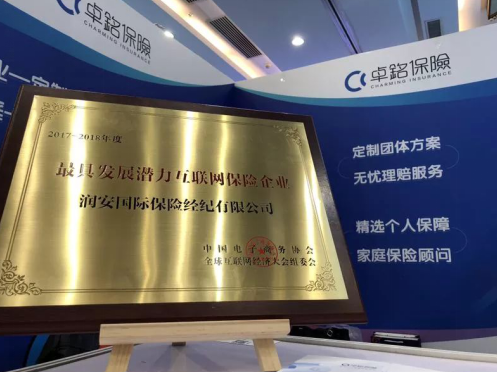 卓銘保險
CHARMING INSURANCE
卓銘保險
CHARMING INSURANCE
2017-2018年度
最具发展潜力互联网保险企业
润安国际保险经纪有限公司
中国电子商务协会
全球互联网经济大会组委会
定制团体方案
无忧理赔服务
精选个人保障
家庭保险顾问